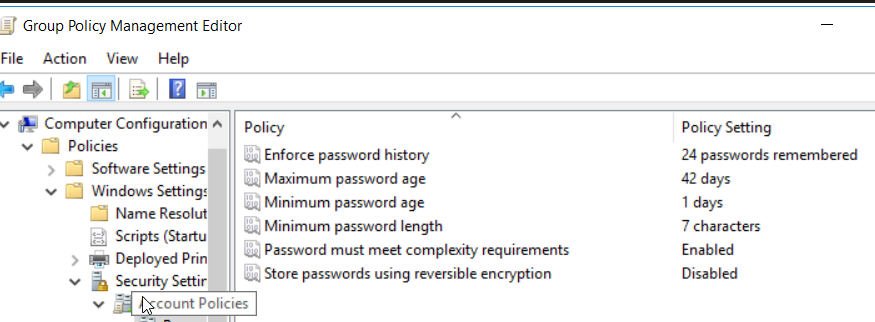 Group Policy Management Editor
File Action View Help
Computer Configuration
Policies
Software Settings
Windows Settings
Name Resolut
Scripts (Startu
Deployed Prin
Security Settin
Account Policies
Policy Policy Setting
Enforce password history 24 passwords remembered
Maximum password age 42 days
Minimum password age 1 days
Minimum password length 7 characters
Password must meet complexity requirements Enabled
Store passwords using reversible encryption Disabled